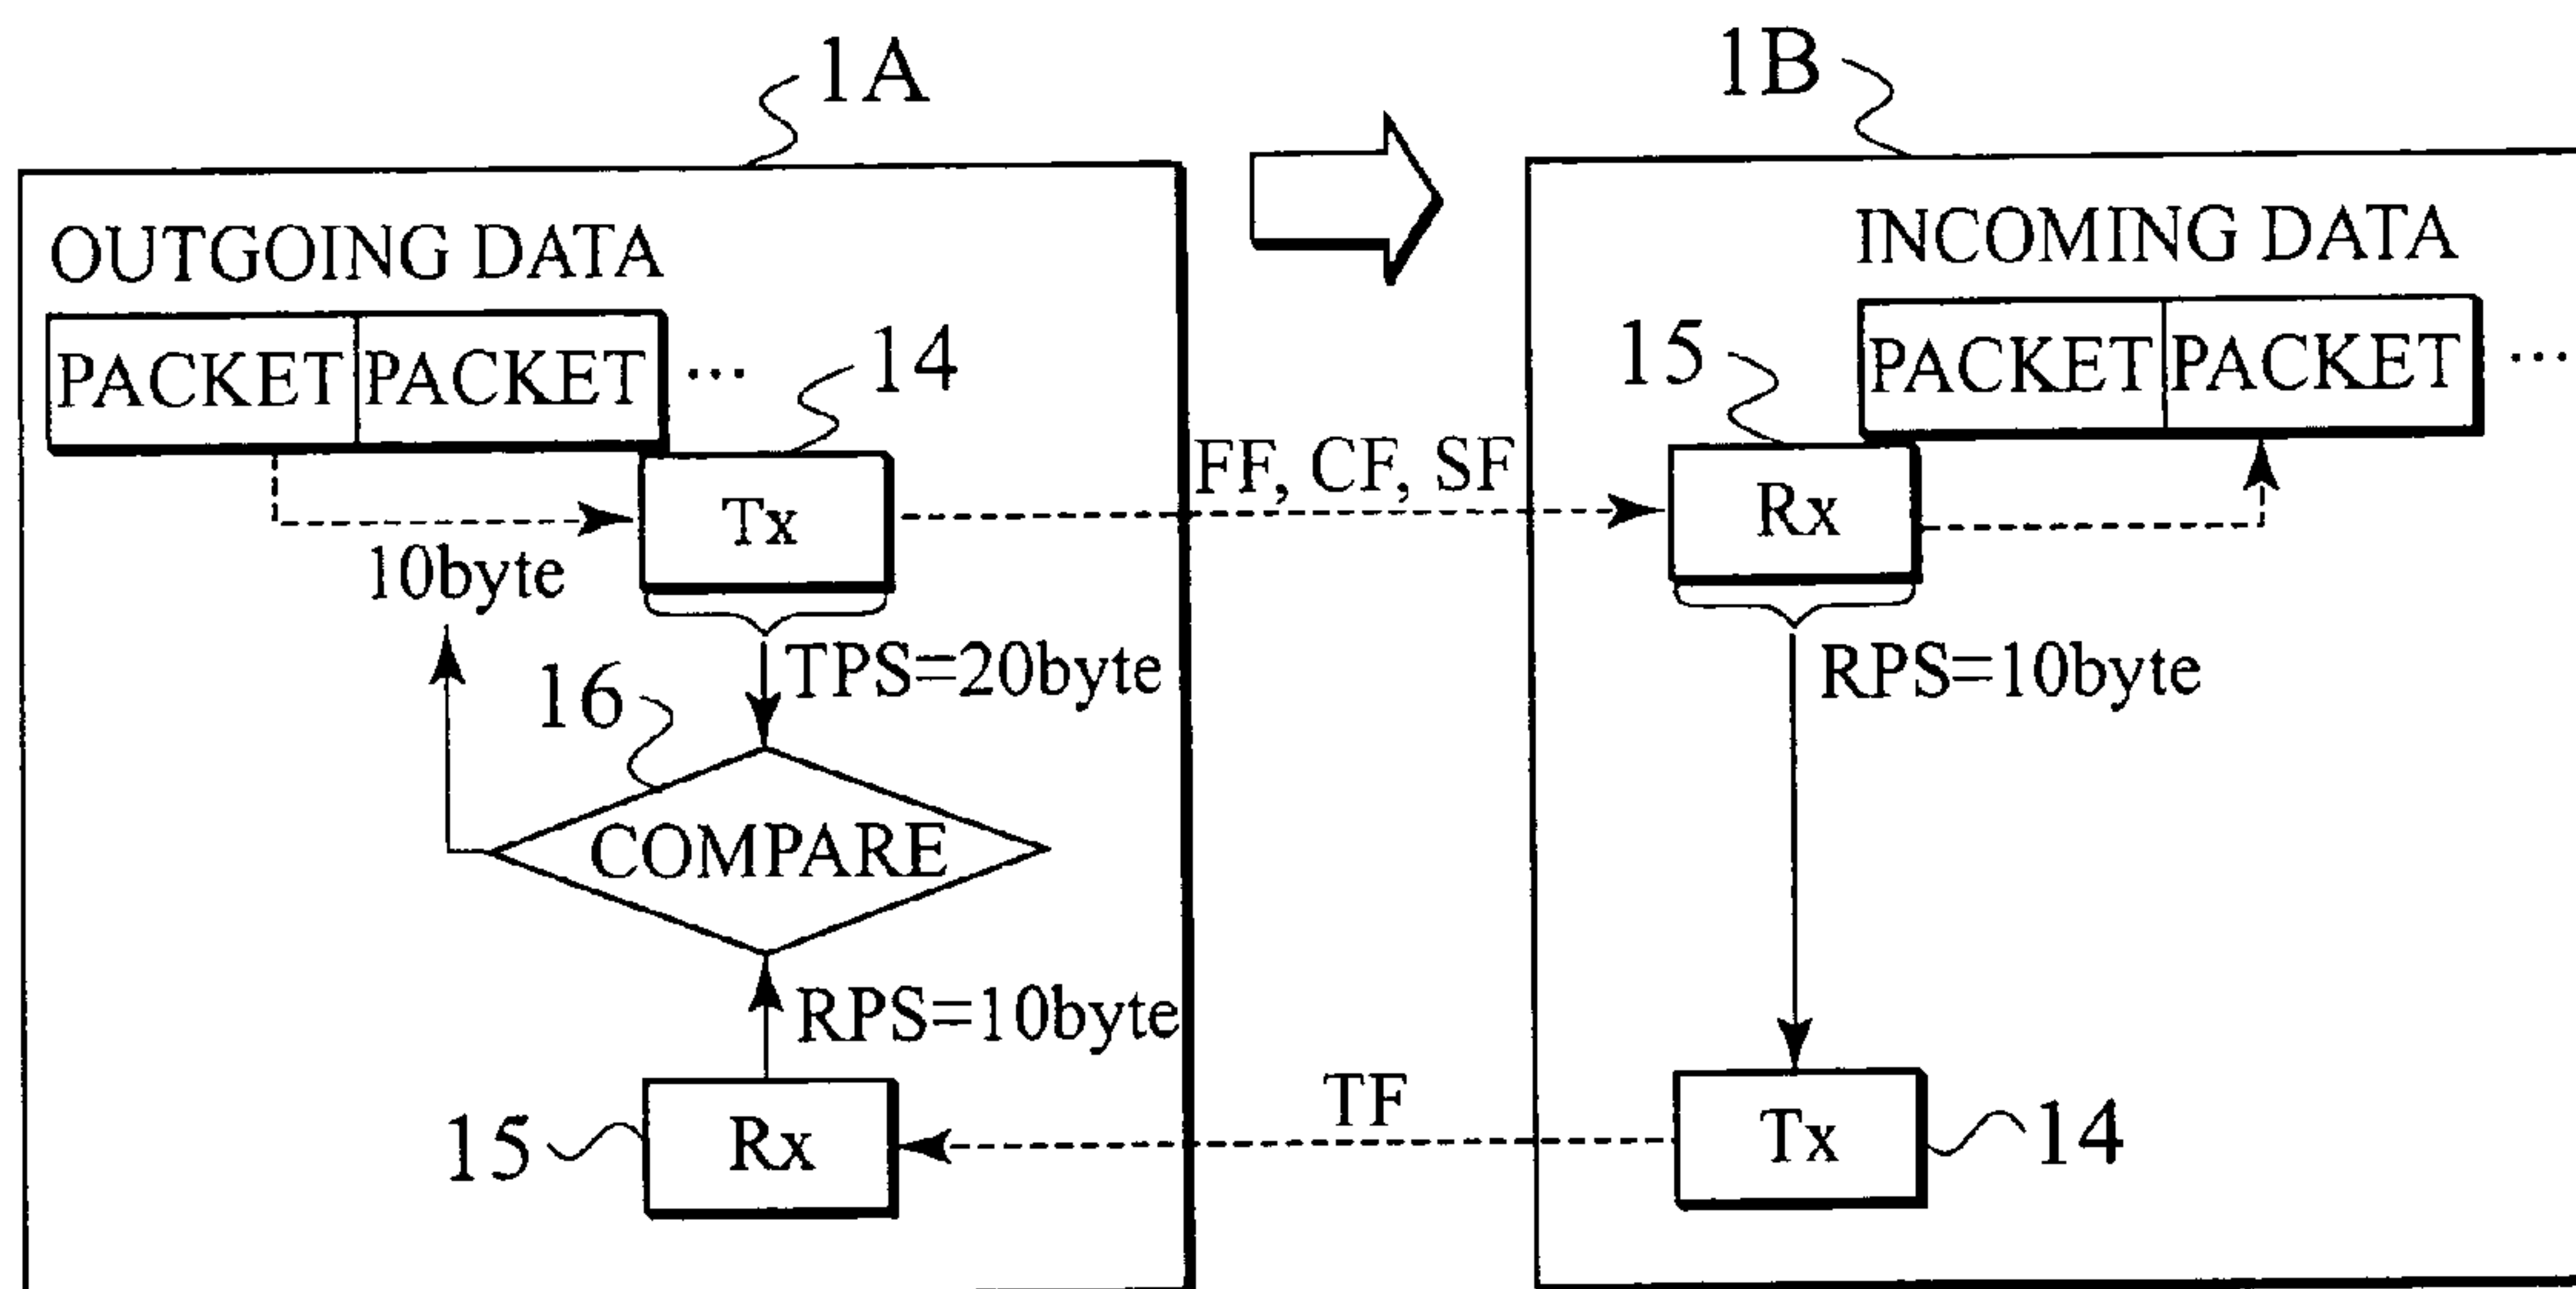 1A
1B
OUTGOING DATA
INCOMING DATA
PACKET PACKET ...
14
15
PACKET PACKET ...
Tx
FF, CF, SF
Rx
10byte
TPS=20byte
RPS=10byte
16
COMPARE
RPS=10byte
TF
15
Rx
Tx
14